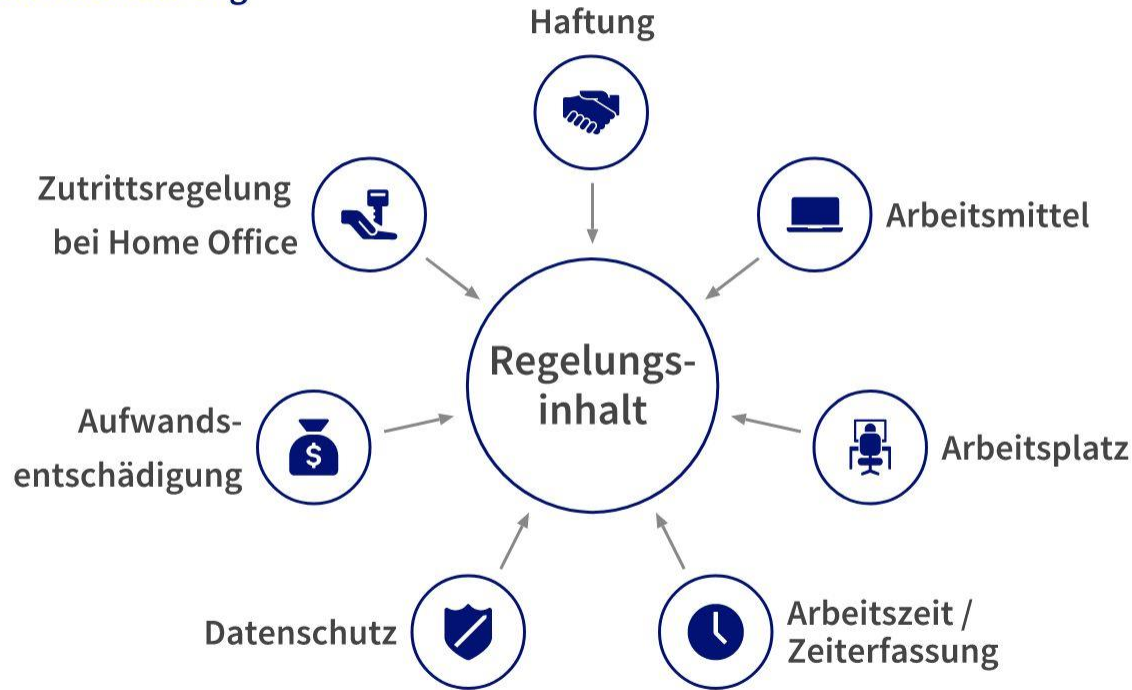 Haftung
Zutrittsregelung
bei Home Office
Arbeitsmittel
Regelungs-
inhalt
Aufwands-
entschädigung
$
Arbeitsplatz
Datenschutz
Arbeitszeit /
Zeiterfassung